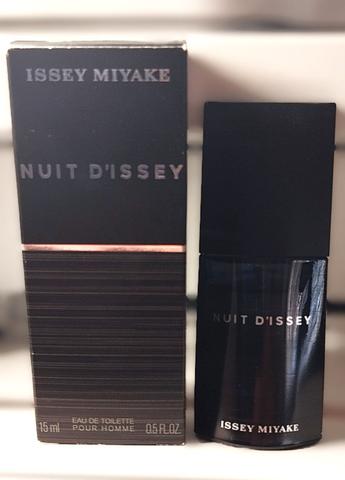 ISSEY MIYAKE
NUIT D'ISSEY
15 ml
EAU DE TOILETTE
POUR HOMME
0.5 FL.OZ.
NUIT D'ISSEY
ISSEY MIYAKE